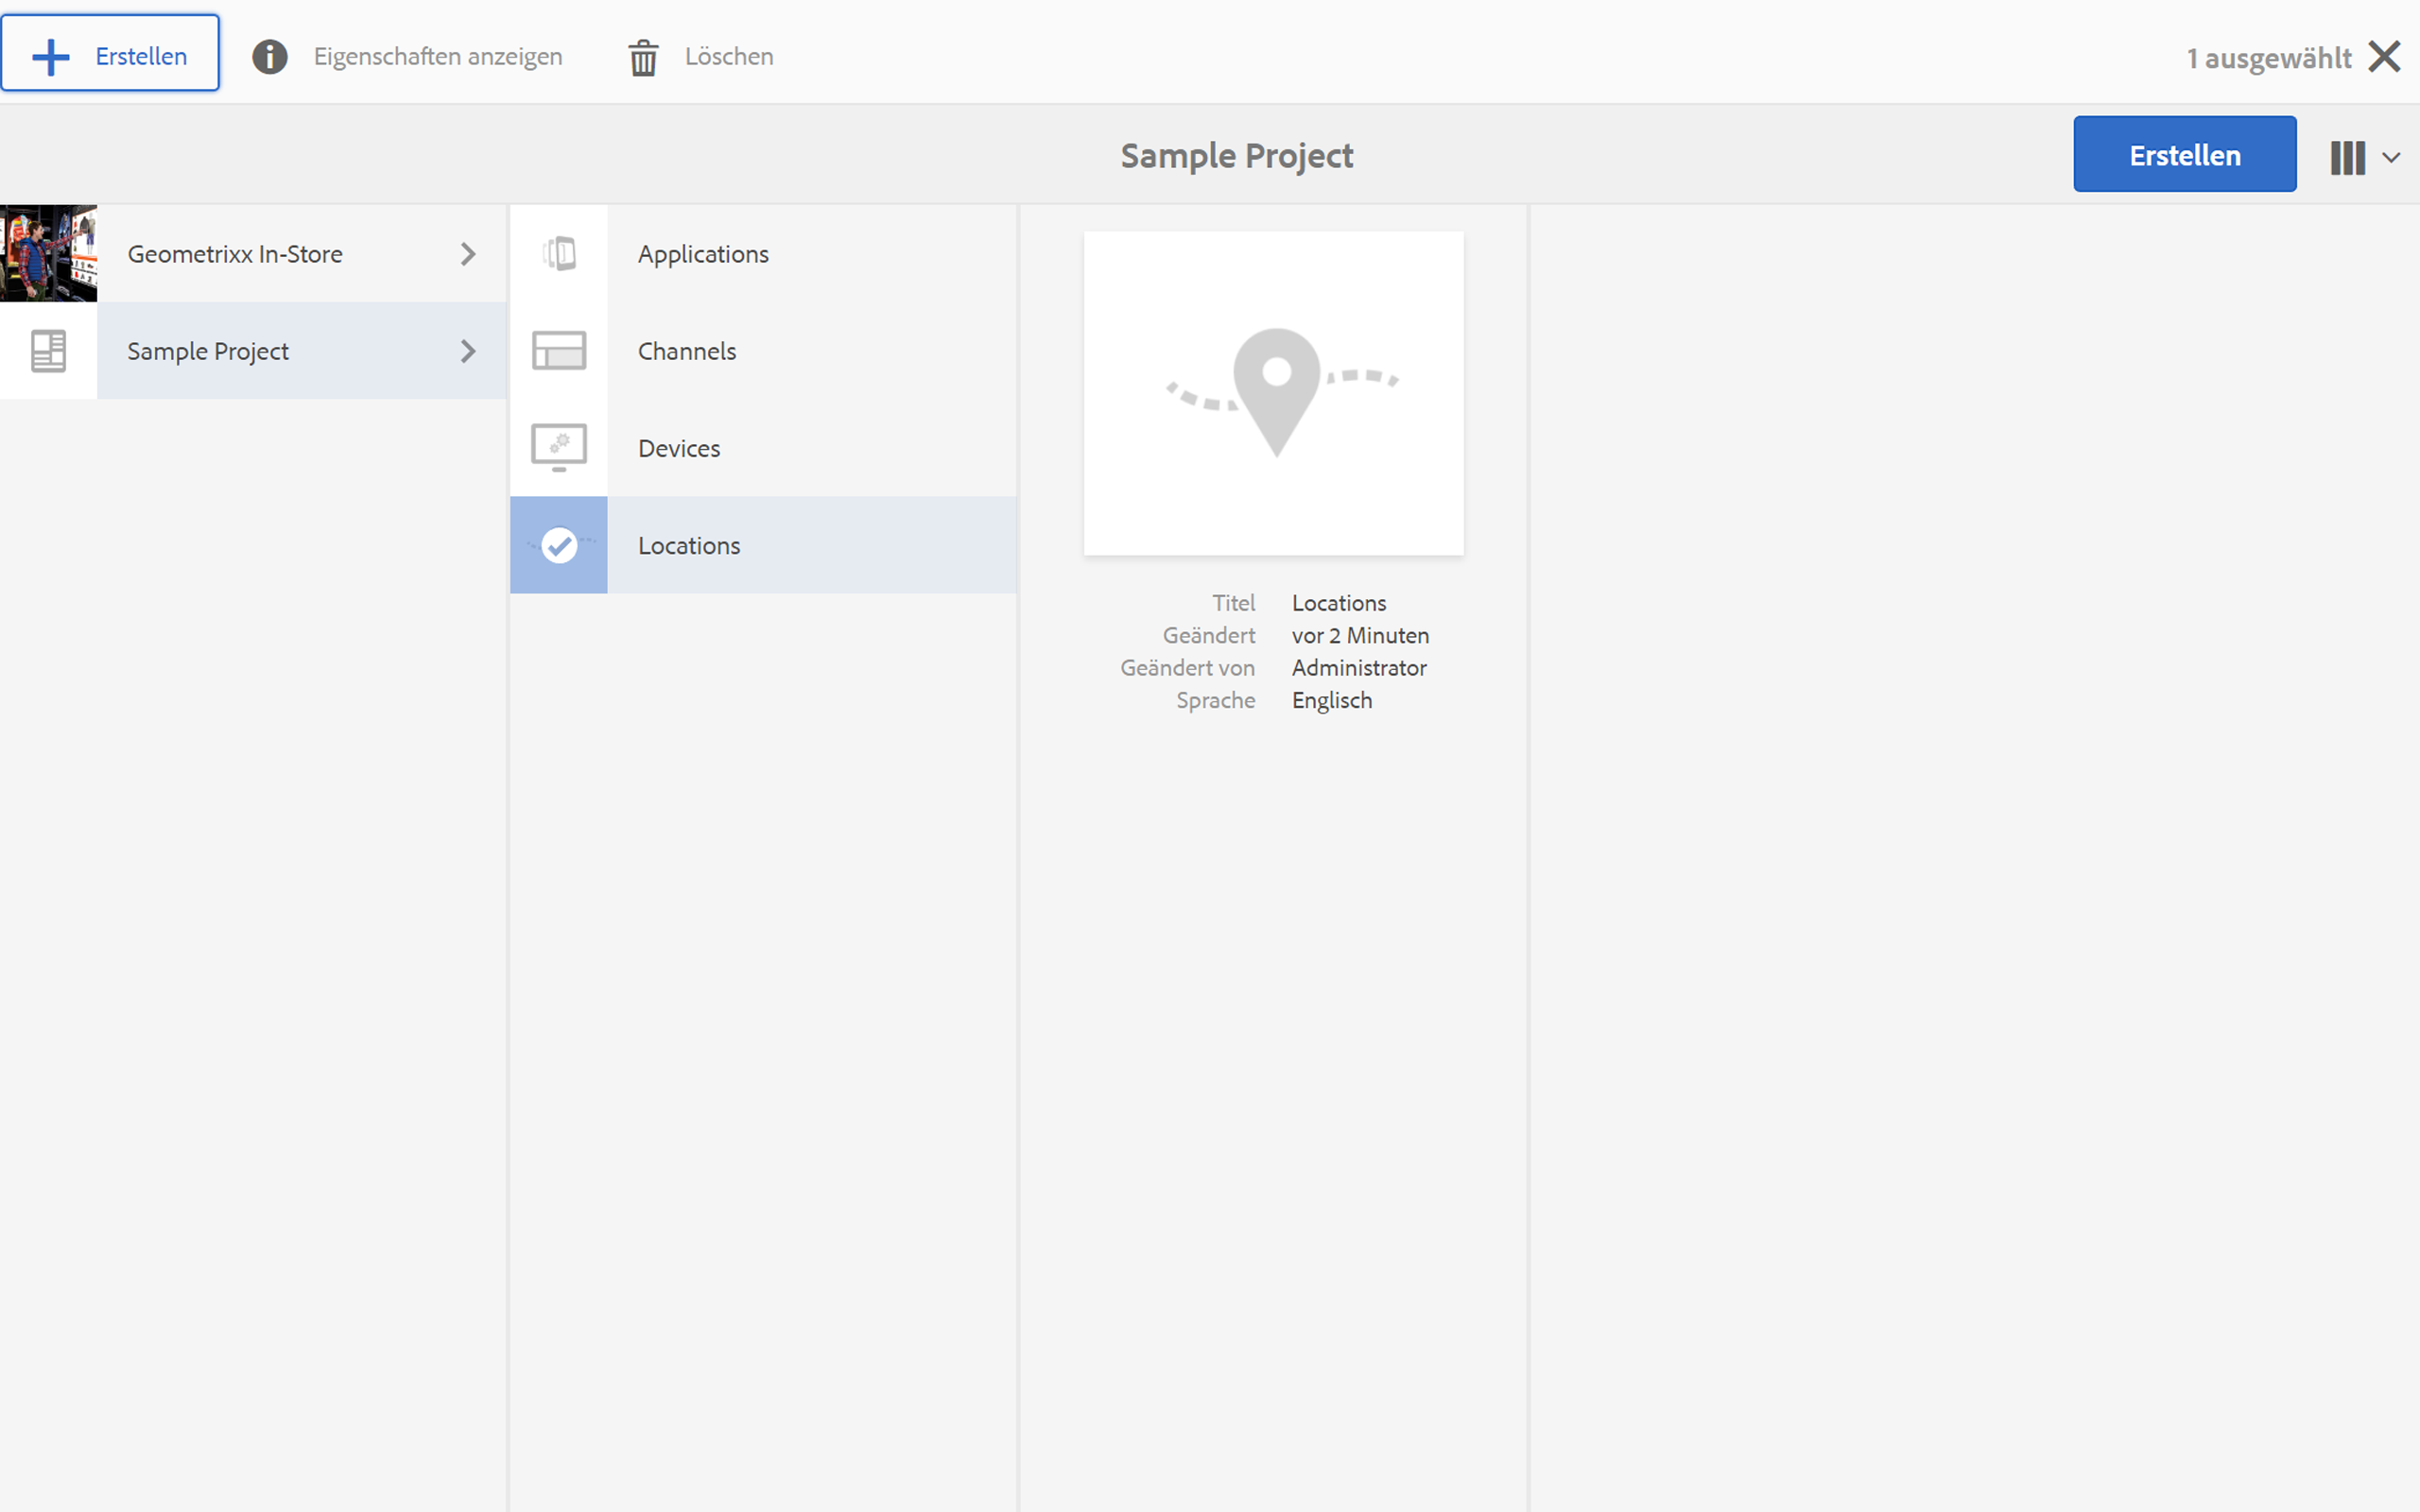 Erstellen
Eigenschaften anzeigen
Löschen
1 ausgewählt
Sample Project
Erstellen
Geometrixx In-Store
Sample Project
Applications
Channels
Devices
Locations
Titel Locations
Geändert vor 2 Minuten
Geändert von Administrator
Sprache Englisch